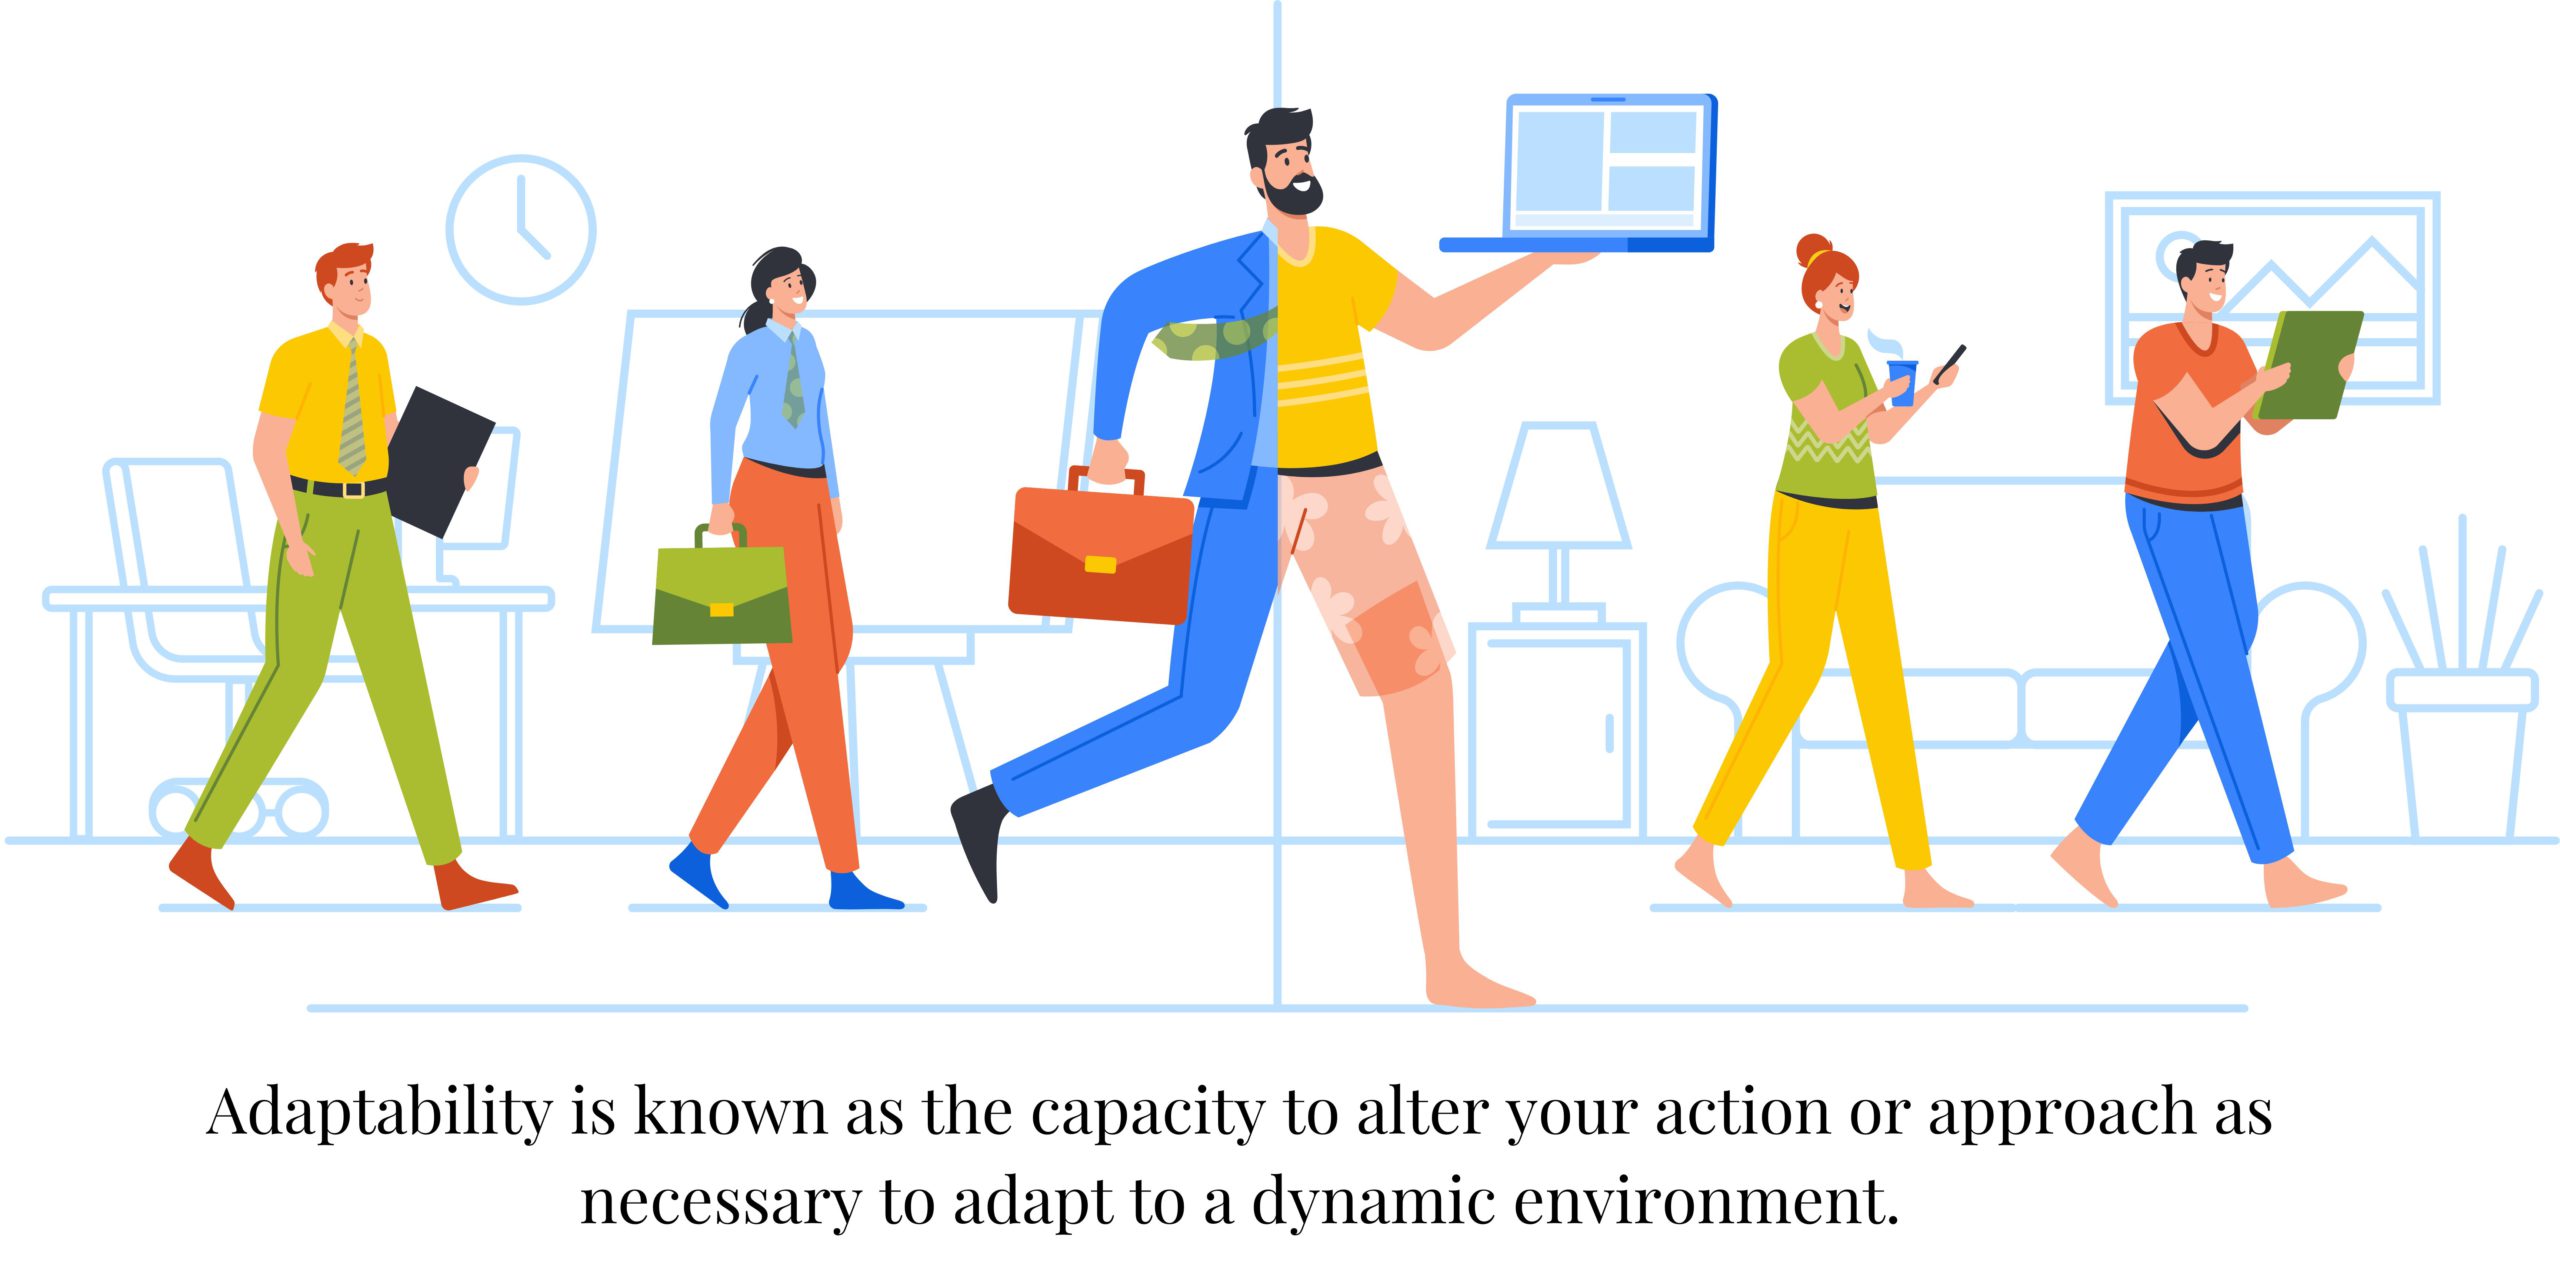 Adaptability is known as the capacity to alter your action or approach as
necessary to adapt to a dynamic environment.